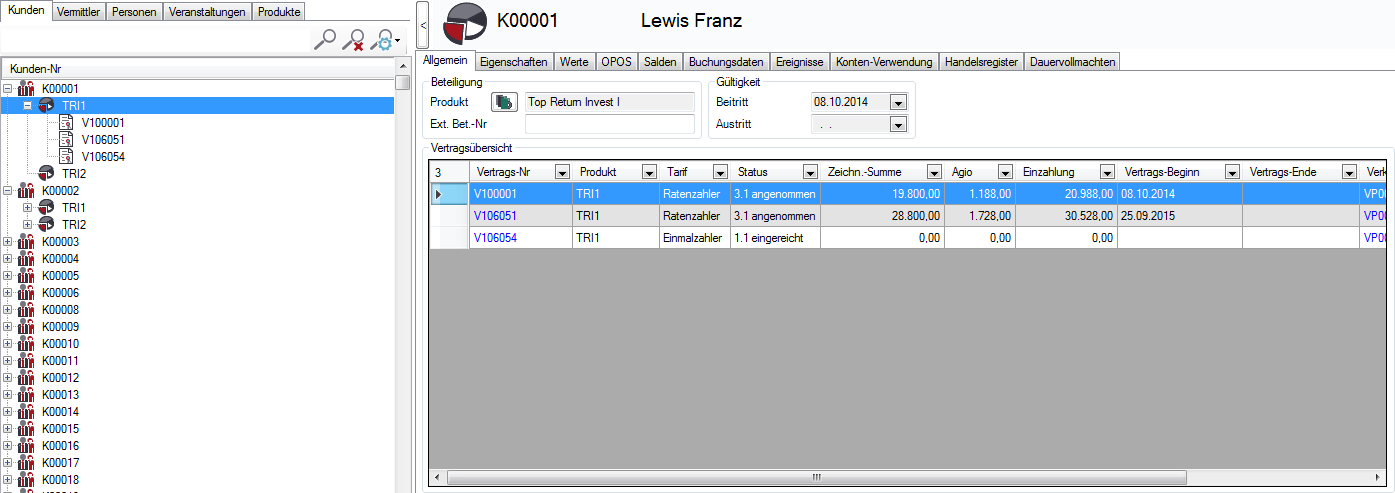 Kunden Vermittler Personen Veranstaltungen Produkte
Kunden-Nr
K00001
TRI1
V100001
V106051
V106054
TRI2
K00002
TRI1
TRI2
K00003
K00004
K00005
K00006
K00008
K00009
K00010
K00011
K00012
K00013
K00014
K00015
K00016
K00017
K00018
< K00001 Lewis Franz
Allgemein Eigenschaften Werte OPOS Salden Buchungsdaten Ereignisse Konten-Verwendung Handelsregister Dauervollmachten
Beteiligung
Produkt Top Return Invest I
Ext. Bet.-Nr
Gültigkeit
Beitritt 08.10.2014
Austritt . .
Vertragsübersicht
3 Vertrags-Nr Produkt Tarif Status Zeichn.-Summe Agio Einzahlung Vertrags-Beginn Vertrags-Ende
V100001 TRI1 Ratenzahler 3.1 angenommen 19.800,00 1.188,00 20.988,00 08.10.2014
V106051 TRI1 Ratenzahler 3.1 angenommen 28.800,00 1.728,00 30.528,00 25.09.2015
V106054 TRI1 Einmalzahler 1.1 eingereicht 0,00 0,00 0,00